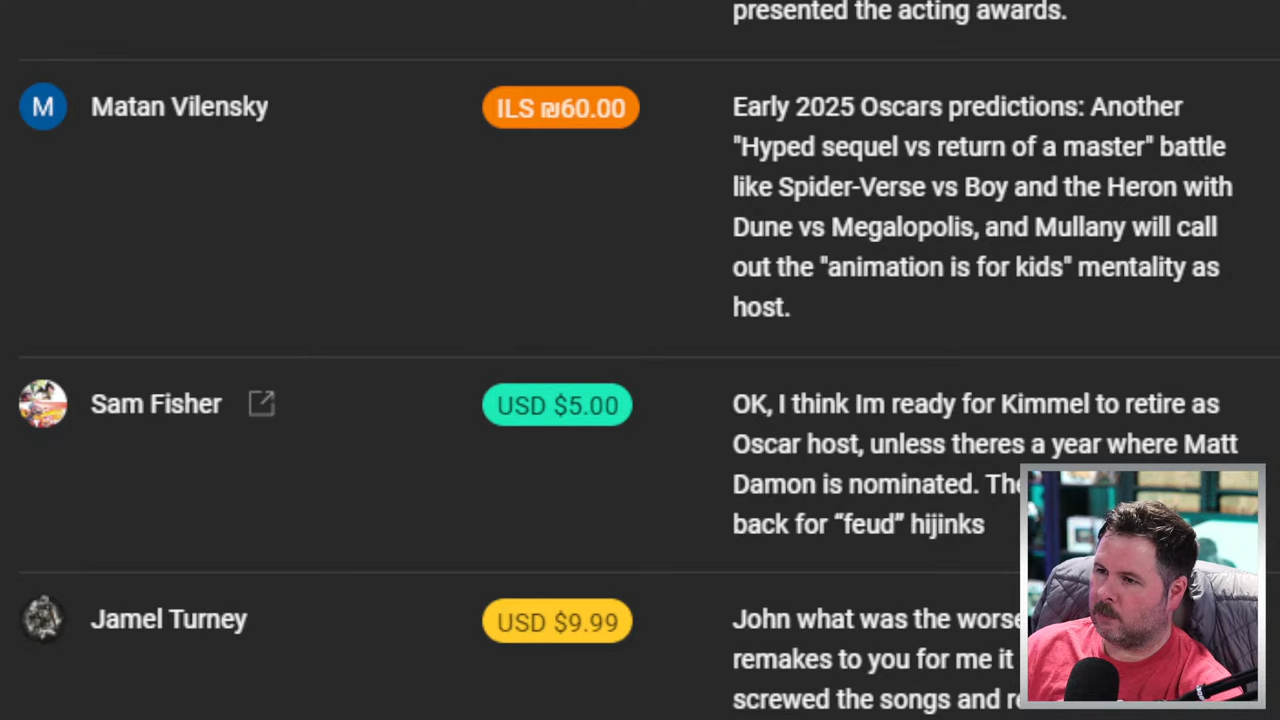 presented the acting awards.
M Matan Vilensky ILS ₪60.00
Early 2025 Oscars predictions: Another
"Hyped sequel vs return of a master" battle
like Spider-Verse vs Boy and the Heron with
Dune vs Megalopolis, and Mullany will call
out the "animation is for kids" mentality as
host.
Sam Fisher USD $5.00
OK, I think Im ready for Kimmel to retire as
Oscar host, unless theres a year where Matt
Damon is nominated.
back for “feud” hijinks
Jamel Turney USD $9.99
John what was the
remakes to you for me it
screwed the songs and